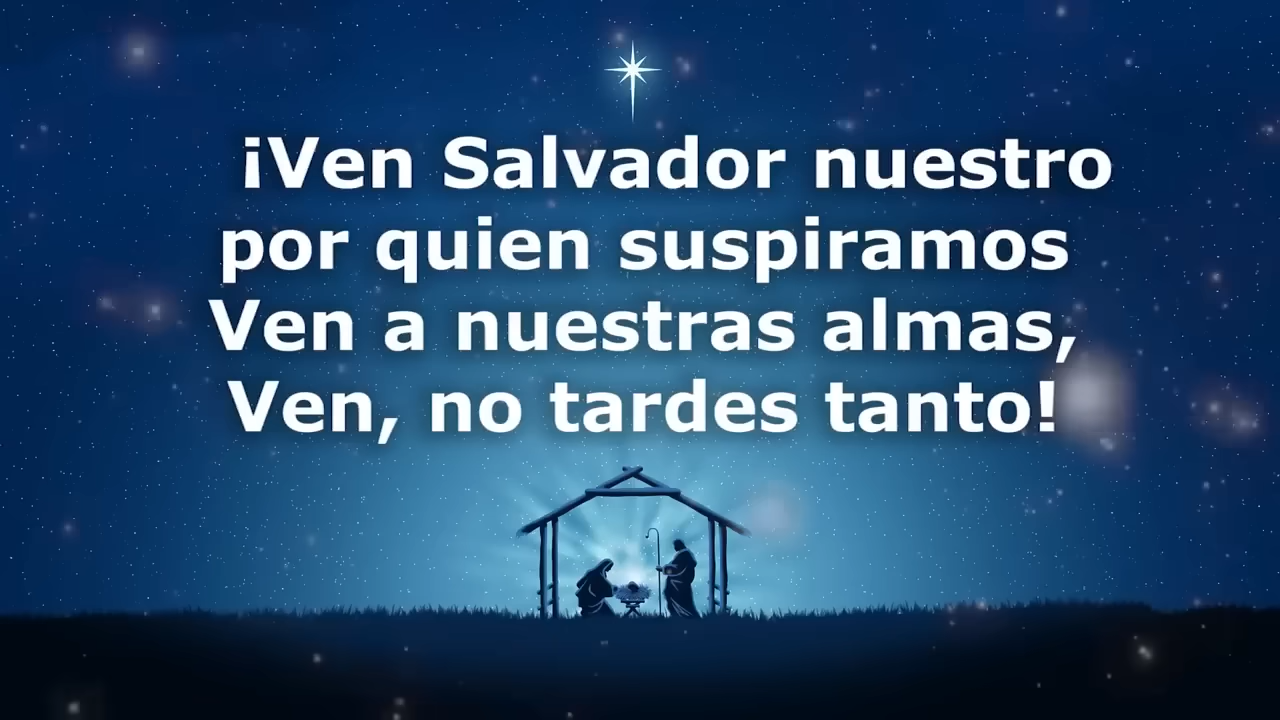 ¡Ven Salvador nuestro
por quien suspiramos
Ven a nuestras almas,
Ven, no tardes tanto!